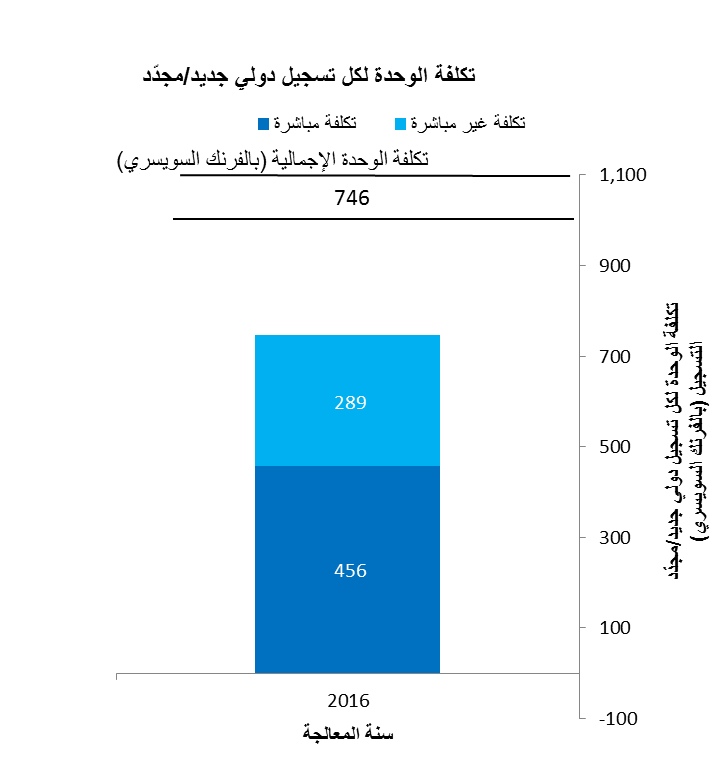 تكلفة الوحدة لكل تسجيل دولي جديد/مجدّد
تكلفة مباشرة
تكلفة غير مباشرة
تكلفة الوحدة الإجمالية (بالفرنك السويسري)
746
1,100
900
700
500
300
100
-100
289
456
2016
سنة المعالجة
تكلفة الوحدة لكل تسجيل دولي جديد/مجدّد
التسجيل (بالفرنك السويسري)